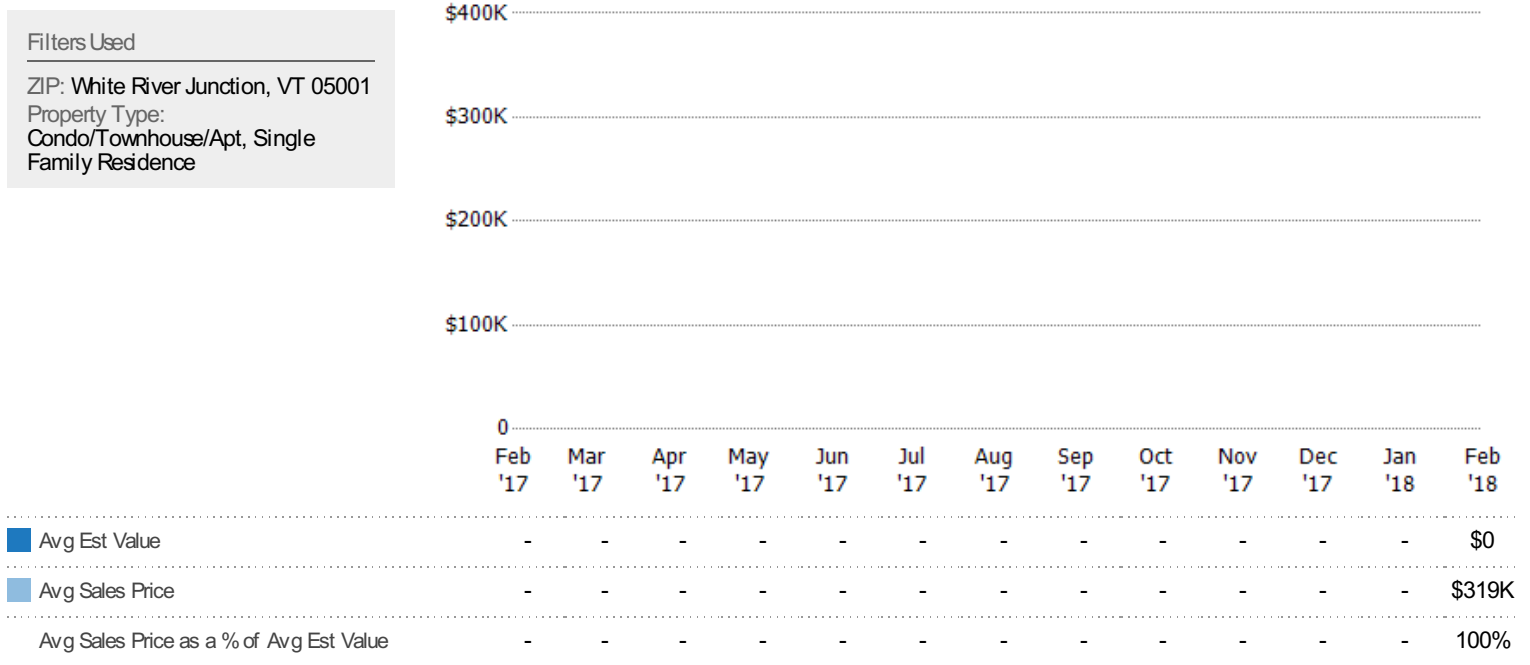 Filters Used
ZIP: White River Junction, VT 05001
Property Type:
Condo/Townhouse/Apt, Single
Family Residence
$400K
$300K
$200K
$100K
0
Feb Mar Apr May Jun Jul Aug Sep Oct Nov Dec Jan Feb
'17 '17 '17 '17 '17 '17 '17 '17 '17 '17 '17 '18 '18
Avg Est Value - - - - - - - - - - - - $0
Avg Sales Price - - - - - - - - - - - - $319K
Avg Sales Price as a % of Avg Est Value - - - - - - - - - - - - 100%